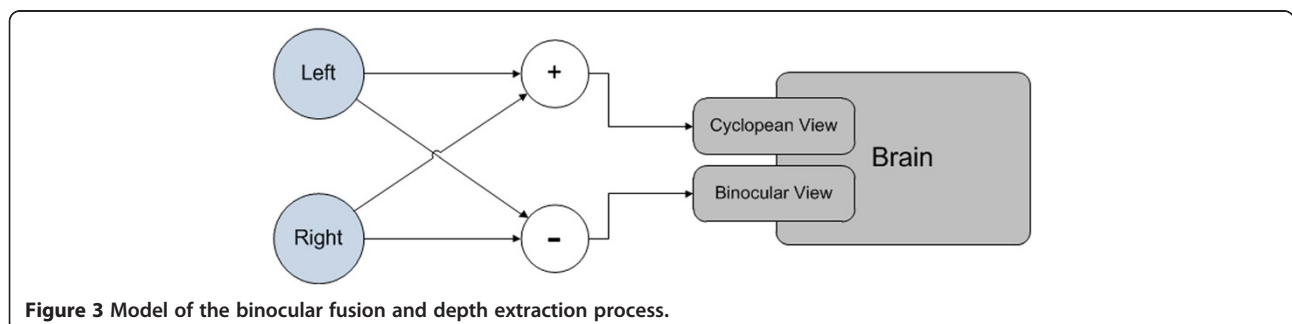 Left
+
Cyclopean View
Brain
Binocular View
Right
-
Figure 3 Model of the binocular fusion and depth extraction process.